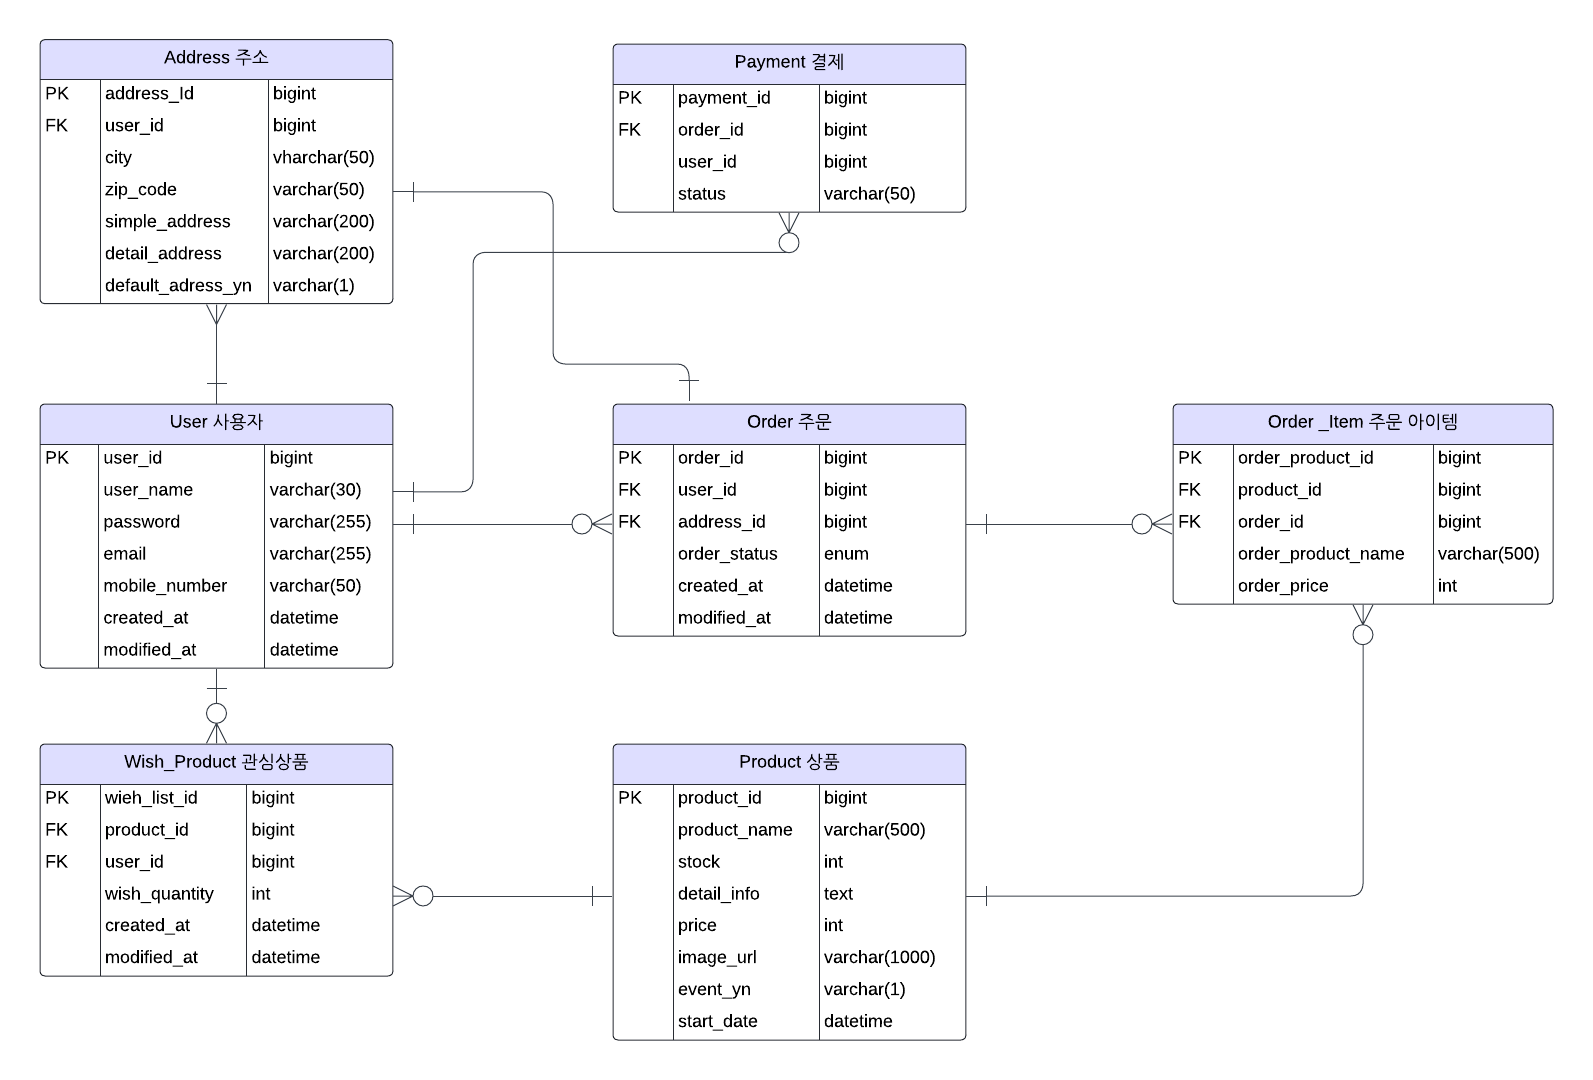 Address 주소
PK address_Id bigint
FK user_id bigint
city vharchar(50)
zip_code varchar(50)
simple_address varchar(200)
detail_address varchar(200)
default_adress_yn varchar(1)
Payment 결제
PK payment_id bigint
FK order_id bigint
user_id bigint
status varchar(50)
User 사용자
PK user_id bigint
user_name varchar(30)
password varchar(255)
email varchar(255)
mobile_number varchar(50)
created_at datetime
modified_at datetime
Order 주문
PK order_id bigint
FK user_id bigint
FK address_id bigint
order_status enum
created_at datetime
modified_at datetime
Order _Item 주문 아이템
PK order_product_id bigint
FK product_id bigint
FK order_id bigint
order_product_name varchar(500)
order_price int
Wish_Product 관심상품
PK wieh_list_id bigint
FK product_id bigint
FK user_id bigint
wish_quantity int
created_at datetime
modified_at datetime
Product 상품
PK product_id bigint
product_name varchar(500)
stock int
detail_info text
price int
image_url varchar(1000)
event_yn varchar(1)
start_date datetime